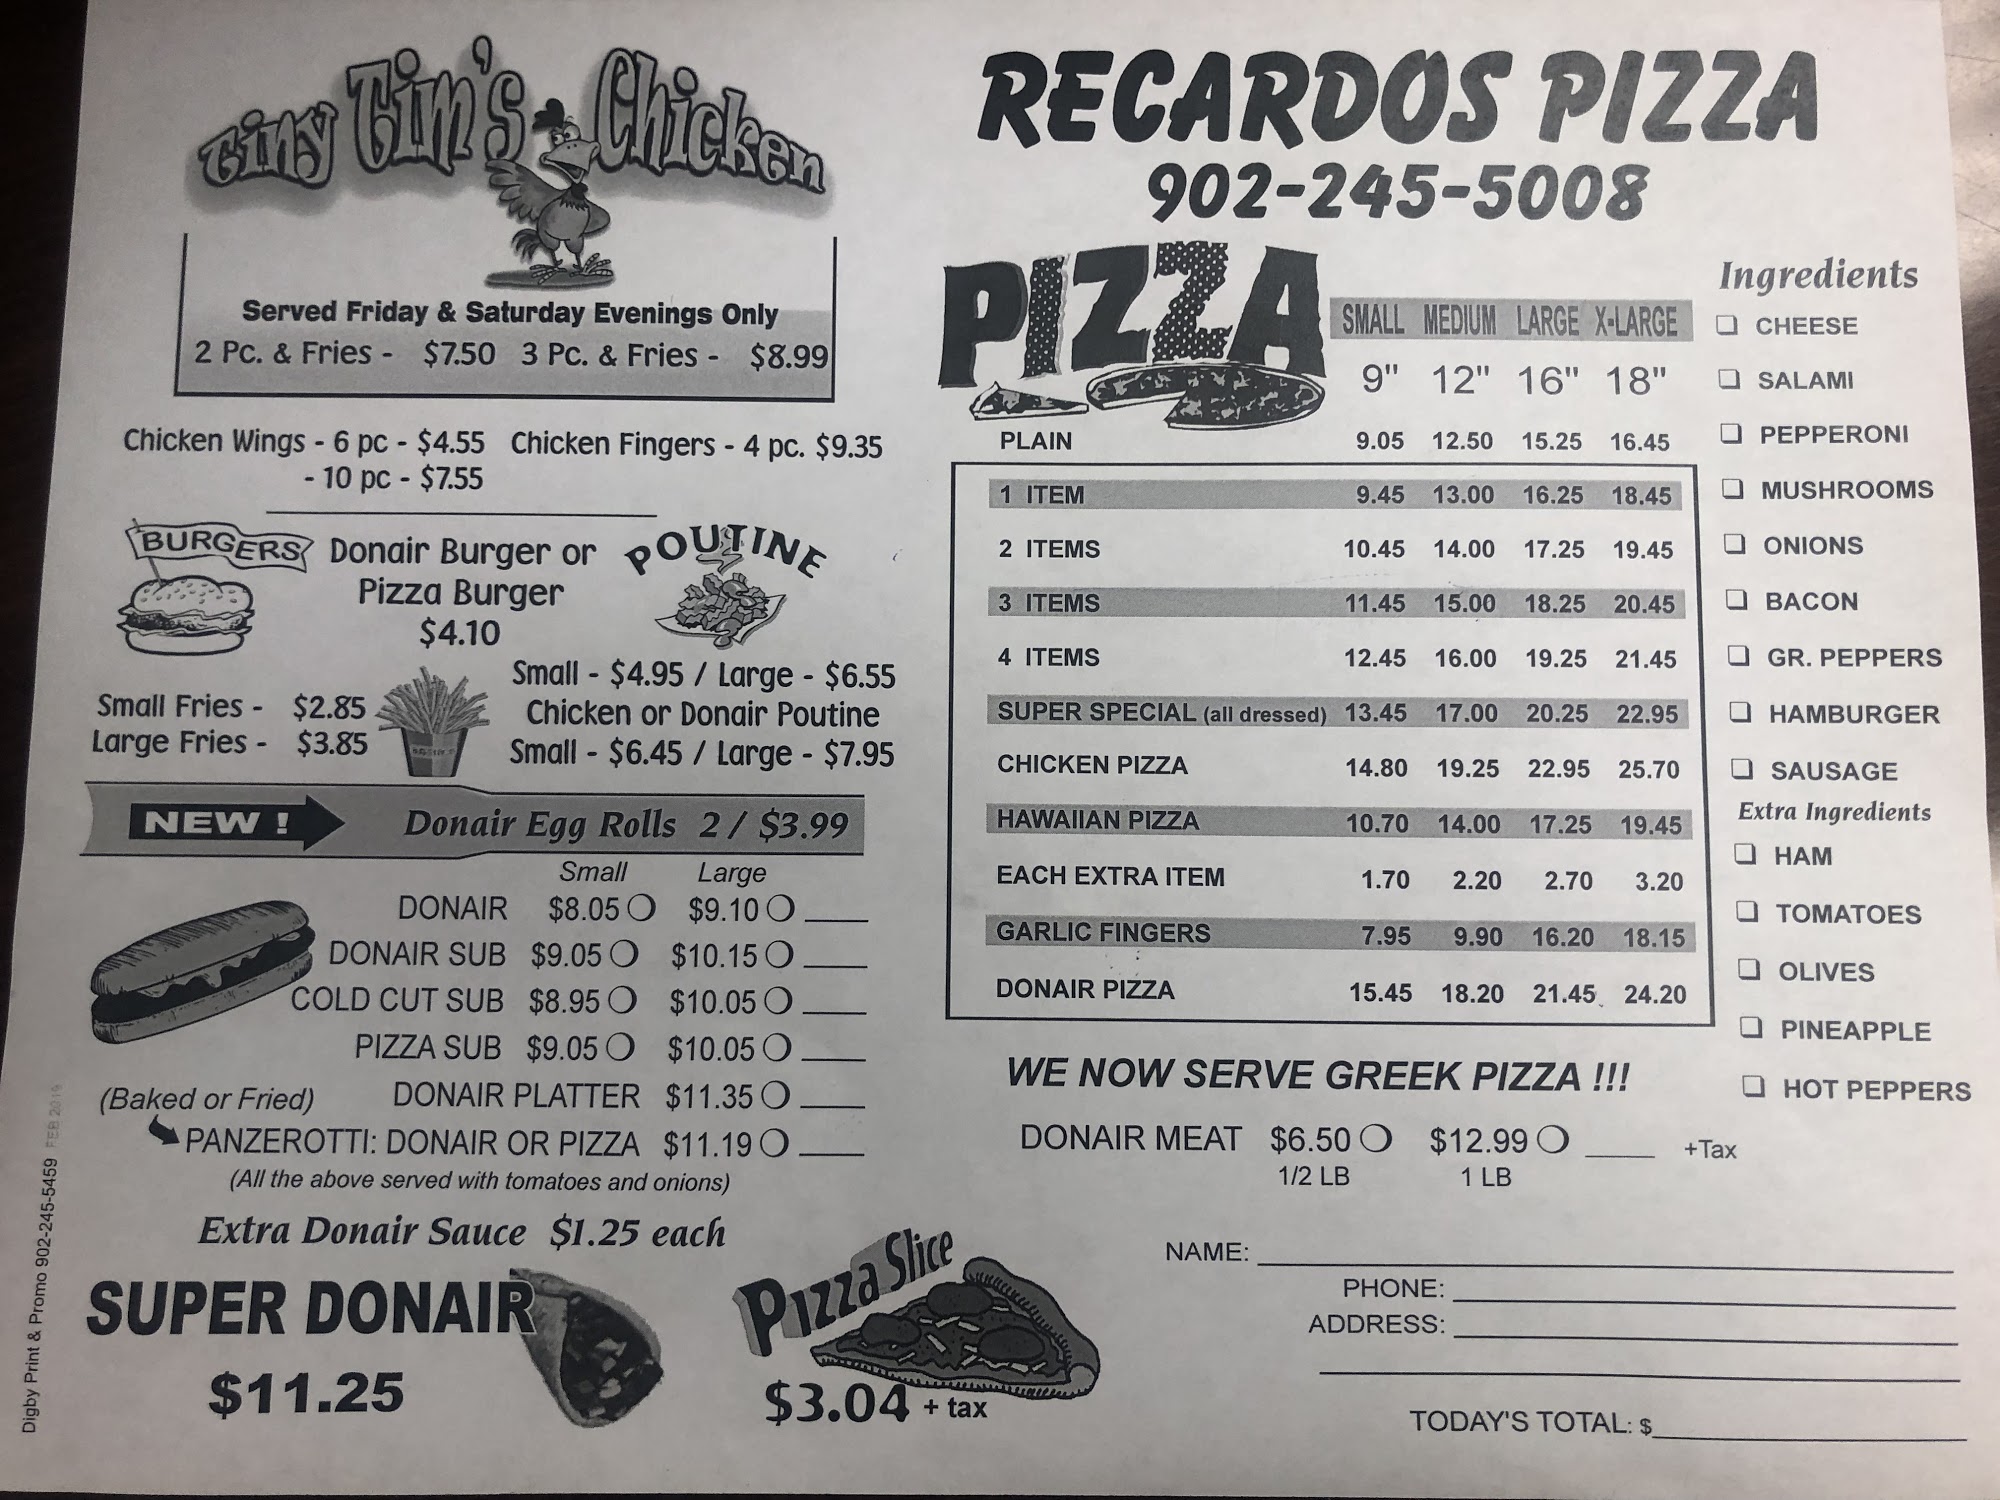 Tiny Tim's Chicken
Served Friday & Saturday Evenings Only
2 Pc. & Fries - $7.50 3 Pc. & Fries - $8.99
Chicken Wings - 6 pc - $4.55 Chicken Fingers - 4 pc. $9.35
- 10 pc - $7.55
BURGERS
Donair Burger or
Pizza Burger
$4.10
POUTINE
Small - $4.95 / Large - $6.55
Chicken or Donair Poutine
Small - $6.45 / Large - $7.95
Small Fries - $2.85
Large Fries - $3.85
NEW ! Donair Egg Rolls 2 / $3.99
Small Large
DONAIR $8.05 $9.10
DONAIR SUB $9.05 $10.15
COLD CUT SUB $8.95 $10.05
PIZZA SUB $9.05 $10.05
(Baked or Fried) DONAIR PLATTER $11.35
PANZEROTTI: DONAIR OR PIZZA $11.19
(All the above served with tomatoes and onions)
Extra Donair Sauce $1.25 each
SUPER DONAIR
$11.25
Pizza Slice
$3.04 + tax
Digby Print & Promo 902-245-5459
RECARDOS PIZZA
902-245-5008
PIZZA
SMALL MEDIUM LARGE X-LARGE
9" 12" 16" 18"
PLAIN 9.05 12.50 15.25 16.45
1 ITEM 9.45 13.00 16.25 18.45
2 ITEMS 10.45 14.00 17.25 19.45
3 ITEMS 11.45 15.00 18.25 20.45
4 ITEMS 12.45 16.00 19.25 21.45
SUPER SPECIAL (all dressed) 13.45 17.00 20.25 22.95
CHICKEN PIZZA 14.80 19.25 22.95 25.70
HAWAIIAN PIZZA 10.70 14.00 17.25 19.45
EACH EXTRA ITEM 1.70 2.20 2.70 3.20
GARLIC FINGERS 7.95 9.90 16.20 18.15
DONAIR PIZZA 15.45 18.20 21.45 24.20
Ingredients
CHEESE
SALAMI
PEPPERONI
MUSHROOMS
ONIONS
BACON
GR. PEPPERS
HAMBURGER
SAUSAGE
Extra Ingredients
HAM
TOMATOES
OLIVES
PINEAPPLE
HOT PEPPERS
WE NOW SERVE GREEK PIZZA !!!
DONAIR MEAT $6.50 $12.99 +Tax
1/2 LB 1 LB
NAME:
PHONE:
ADDRESS:
TODAY'S TOTAL: $